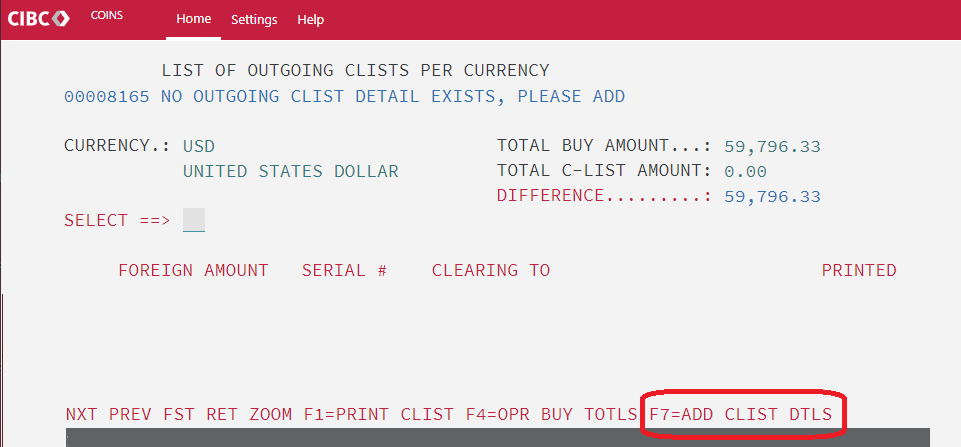 CIBC COINS Home Settings Help
LIST OF OUTGOING CLISTS PER CURRENCY
00008165 NO OUTGOING CLIST DETAIL EXISTS, PLEASE ADD
CURRENCY.: USD TOTAL BUY AMOUNT...: 59,796.33
UNITED STATES DOLLAR TOTAL C-LIST AMOUNT: 0.00
DIFFERENCE.........: 59,796.33
SELECT ==>
FOREIGN AMOUNT SERIAL # CLEARING TO PRINTED
NXT PREV FST RET ZOOM F1=PRINT CLIST F4=OPR BUY TOTLS F7=ADD CLIST DTLS